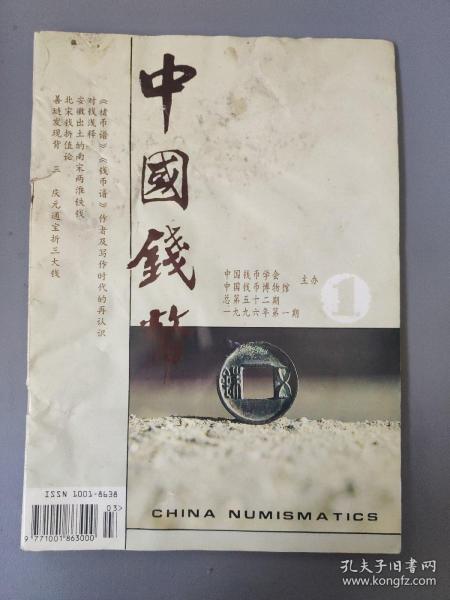 中國錢幣
《楮币谱》《钱币谱》作者及写作时代的再认识
对钱浅释
安徽出土的南宋两淮铁钱
北宋钱折值论
善琏发现背 三 庆元通宝折三大钱
中国钱币学会
中国钱币博物馆
主办
总第五十二期
一九九六年第一期
1
五銖
ISSN 1001-8638
03>
9 771001 863000
CHINA NUMISMATICS
孔夫子旧书网
www.kongfz.com